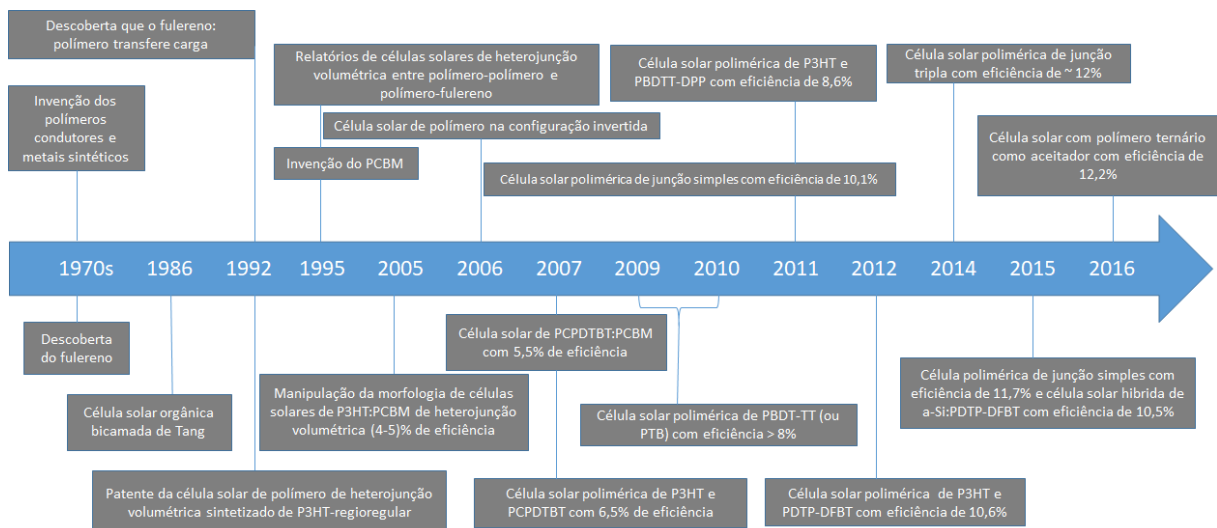 Descoberta que o fulereno:
polímero transfere carga
Invenção dos
polímeros
condutores e
metais sintéticos
Relatórios de células solares de heterojunção
volumétrica entre polímero-polímero e
polímero-fulereno
Célula solar de polímero na configuração invertida
Invenção do PCBM
Célula solar polimérica de P3HT e
PBDTT-DPP com eficiência de 8,6%
Célula solar polimérica de junção simples com eficiência de 10,1%
Célula solar polimérica de junção
tripla com eficiência de ~ 12%
Célula solar com polímero ternário
como aceitador com eficiência de
12,2%
1970s 1986 1992 1995 2005 2006 2007 2009 2010 2011 2012 2014 2015 2016
Descoberta
do fulereno
Célula solar orgânica
bicamada de Tang
Patente da célula solar de polímero de heterojunção
volumétrica sintetizado de P3HT-regioregular
Manipulação da morfologia de células
solares de P3HT:PCBM de heterojunção
volumétrica (4-5)% de eficiência
Célula solar de PCPDTBT:PCBM
com 5,5% de eficiência
Célula solar polimérica de P3HT e
PCPDTBT com 6,5% de eficiência
Célula solar polimérica de PBDT-TT (ou
PTB) com eficiência > 8%
Célula solar polimérica de P3HT e
PDTP-DFBT com eficiência de 10,6%
Célula polimérica de junção simples com
eficiência de 11,7% e célula solar hibrida de
a-Si:PDTP-DFBT com eficiência de 10,5%